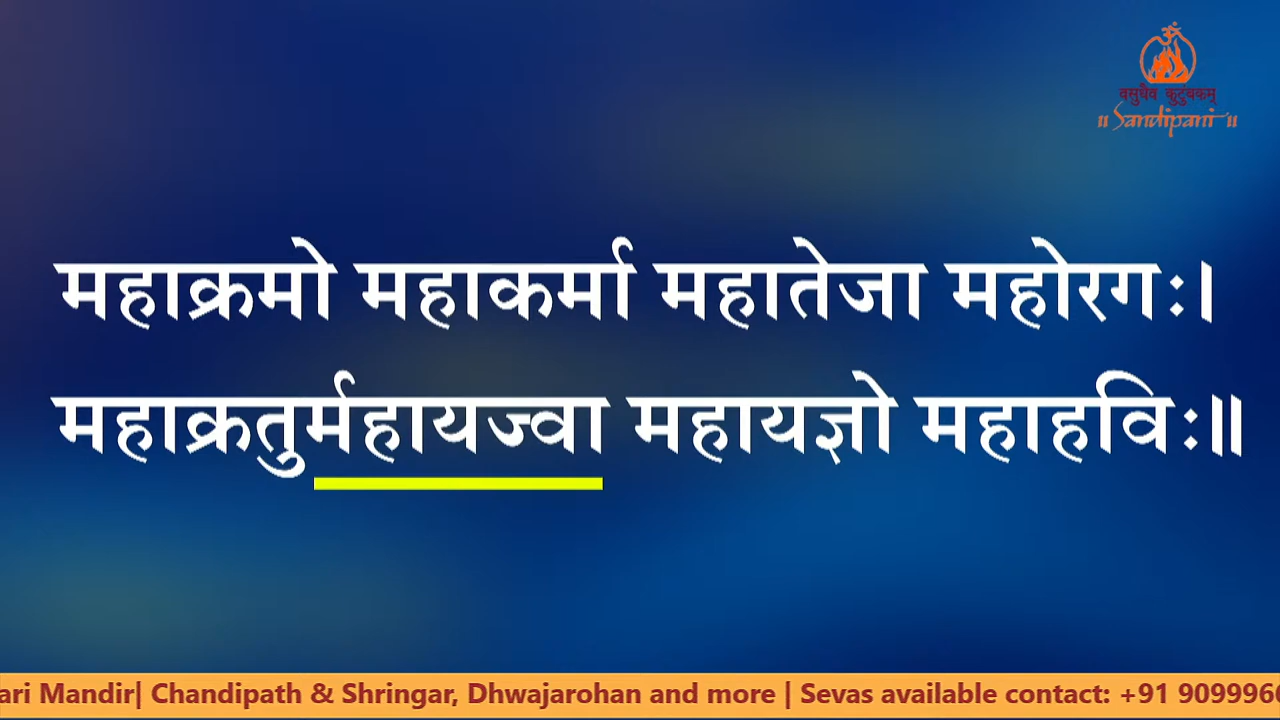 वसुधैव कुटुंबकम्
॥ Sandipani ॥
महाक्रमो महाकर्मा महातेजा महोरगः।
महाक्रतुर्महायज्वा महायज्ञो महाहविः॥
ari Mandir| Chandipath & Shringar, Dhwajarohan and more | Sevas available contact: +91 909996